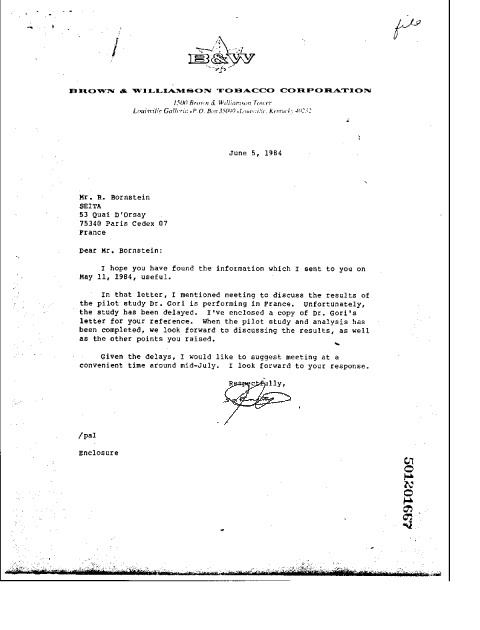 file
B&W
BROWN & WILLIAMSON TOBACCO CORPORATION
1500 Brown & Williamson Tower
Louisville Galleria • P.O. Box 35090 • Louisville, Kentucky 40232
June 5, 1984
Mr. B. Bornstein
SEITA
53 Quai D'Orsay
75340 Paris Cedex 07
France
Dear Mr. Bornstein:
I hope you have found the information which I sent to you on
May 11, 1984, useful.
In that letter, I mentioned meeting to discuss the results of
the pilot study Dr. Gori is performing in France. Unfortunately,
the study has been delayed. I've enclosed a copy of Dr. Gori's
letter for your reference. When the pilot study and analysis has
been completed, we look forward to discussing the results, as well
as the other points you raised.
Given the delays, I would like to suggest meeting at a
convenient time around mid-July. I look forward to your response.
Respectfully,
/pal
Enclosure
501201667